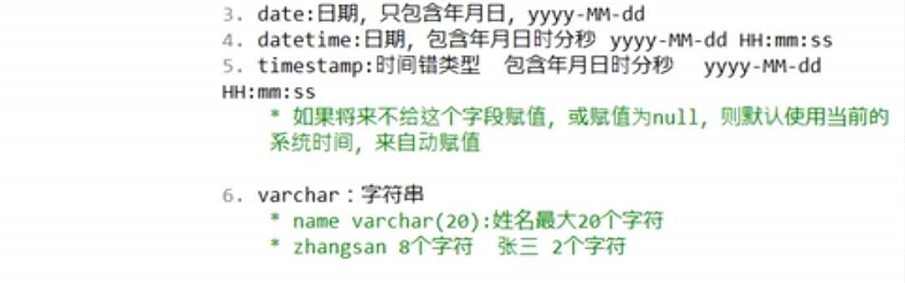 3. date:日期，只包含年月日，yyyy-MM-dd
4. datetime:日期，包含年月日时分秒 yyyy-MM-dd HH:mm:ss
5. timestamp:时间错类型 包含年月日时分秒 yyyy-MM-dd
HH:mm:ss
* 如果将来不给这个字段赋值，或赋值为null，则默认使用当前的
系统时间，来自动赋值
6. varchar：字符串
* name varchar(20):姓名最大20个字符
* zhangsan 8个字符 张三 2个字符